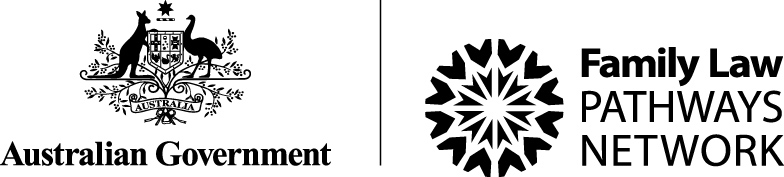 AUSTRALIA
Australian Government
Family Law
PATHWAYS
NETWORK